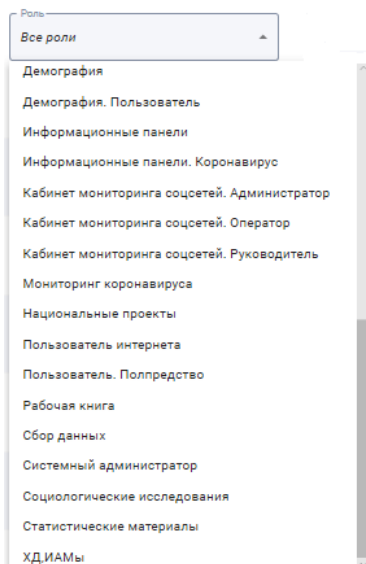 Роль
Все роли
Демография
Демография. Пользователь
Информационные панели
Информационные панели. Коронавирус
Кабинет мониторинга соцсетей. Администратор
Кабинет мониторинга соцсетей. Оператор
Кабинет мониторинга соцсетей. Руководитель
Мониторинг коронавируса
Национальные проекты
Пользователь интернета
Пользователь. Полпредство
Рабочая книга
Сбор данных
Системный администратор
Социологические исследования
Статистические материалы
ХД,ИАМы